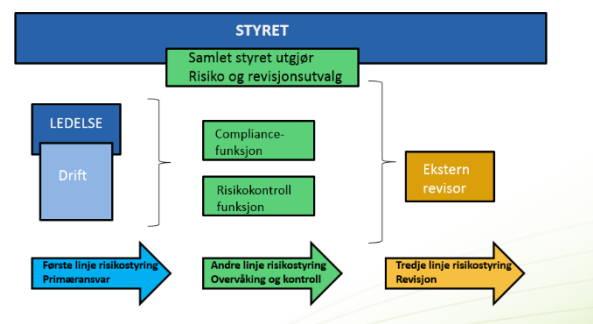 STYRET
Samlet styret utgjør
Risiko og revisjonsutvalg
LEDELSE
Drift
Compliance-
funksjon
Risikokontroll
funksjon
Ekstern
revisor
Første linje risikostyring
Primæransvar
Andre linje risikostyring
Overvåking og kontroll
Tredje linje risikostyring
Revisjon